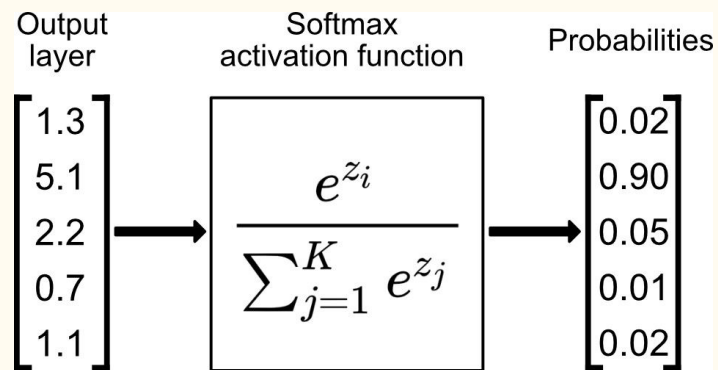 Output
layer
Softmax
activation function
Probabilities
1.3
5.1
2.2
0.7
1.1
e^{z_i}
\sum_{j=1}^{K} e^{z_j}
0.02
0.90
0.05
0.01
0.02